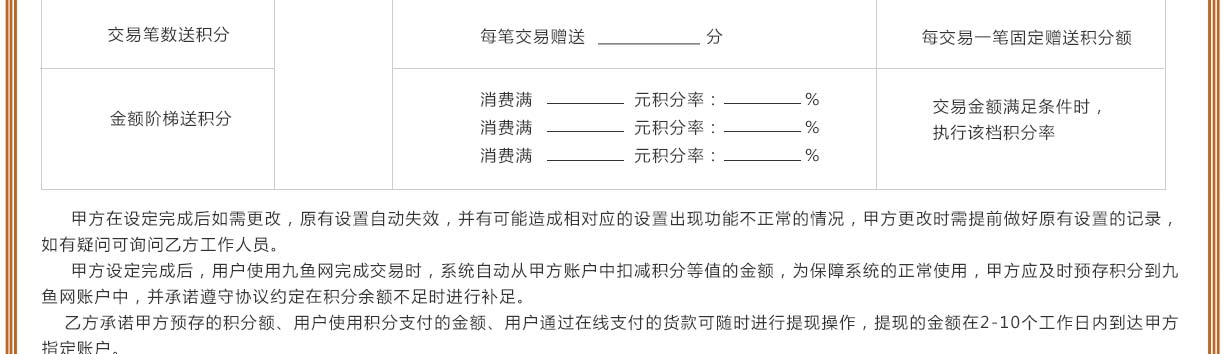 交易笔数送积分
每笔交易赠送 __________ 分
每交易一笔固定赠送积分额
金额阶梯送积分
消费满 ________ 元积分率：________ %
消费满 ________ 元积分率：________ %
消费满 ________ 元积分率：________ %
交易金额满足条件时，
执行该档积分率
甲方在设定完成后如需更改，原有设置自动失效，并有可能造成相对应的设置出现功能不正常的情况，甲方更改时需提前做好原有设置的记录，
如有疑问可询问乙方工作人员。
甲方设定完成后，用户使用九鱼网完成交易时，系统自动从甲方账户中扣减积分等值的金额，为保障系统的正常使用，甲方应及时预存积分到九
鱼网账户中，并承诺遵守协议约定在积分余额不足时进行补足。
乙方承诺甲方预存的积分额、用户使用积分支付的金额、用户通过在线支付的货款可随时进行提现操作，提现的金额在2-10个工作日内到达甲方
指定账户。